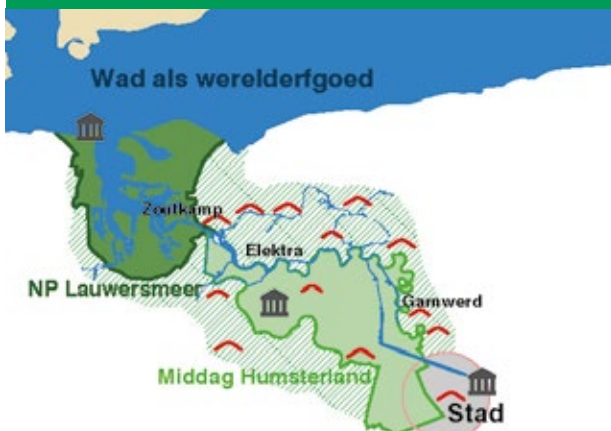 Wad als werelderfgoed
Zoutkamp
Elektra
NP Lauwersmeer
Garnwerd
Middag Humsterland
Stad